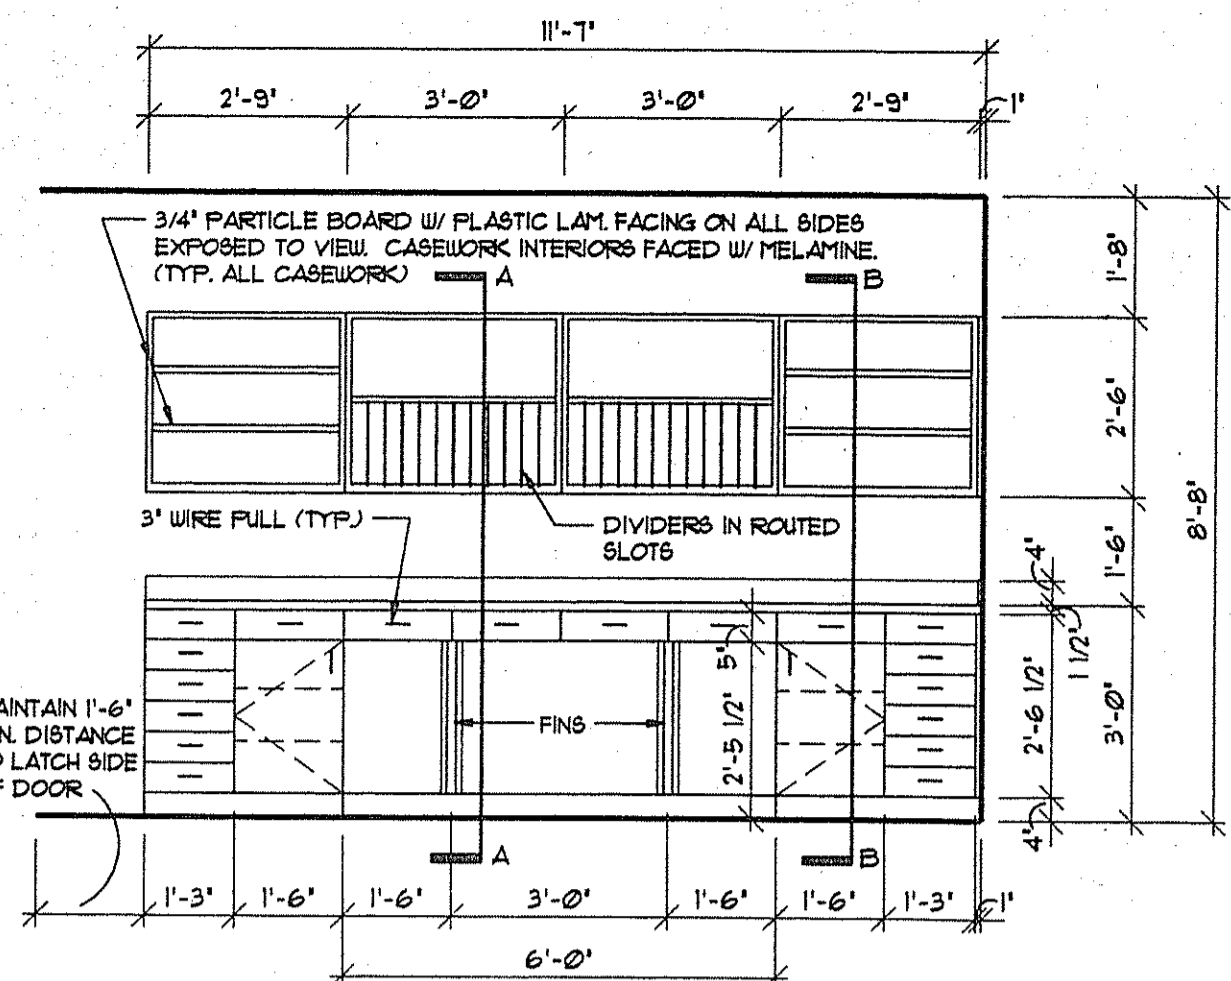 11'-7"
2'-9" 3'-0" 3'-0" 2'-9" 1"
3/4" PARTICLE BOARD W/ PLASTIC LAM. FACING ON ALL SIDES
EXPOSED TO VIEW. CASEWORK INTERIORS FACED W/ MELAMINE.
(TYP. ALL CASEWORK)
A
B
1'-8"
2'-6"
8'-8"
3" WIRE PULL (TYP.)
DIVIDERS IN ROUTED
SLOTS
1'-6"
4"
1 1/2"
5"
2'-5 1/2"
2'-6 1/2"
3'-0"
4"
FINS
AINTAIN 1'-6"
N. DISTANCE
O LATCH SIDE
F DOOR
A
B
1'-3" 1'-6" 1'-6" 3'-0" 1'-6" 1'-6" 1'-3" 1"
6'-0"